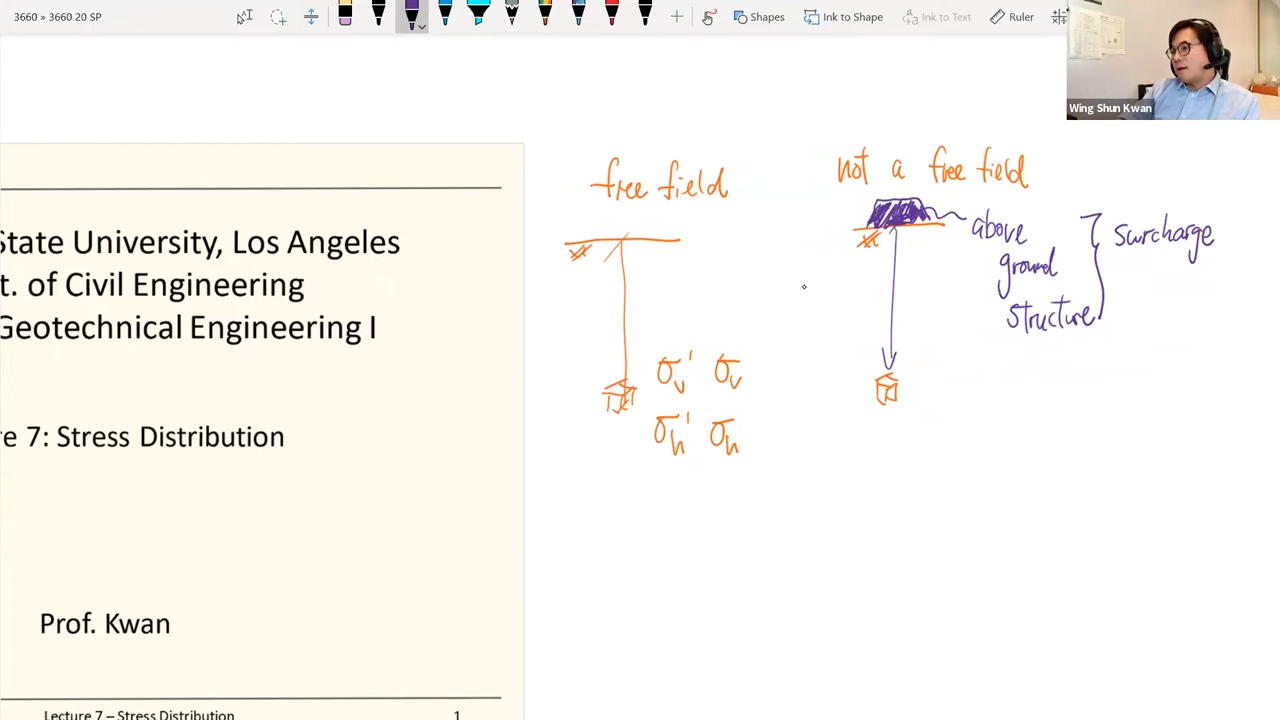 3660 » 3660 20 SP
Shapes
Ink to Shape
Ink to Text
Ruler
Wing Shun Kwan
State University, Los Angeles
t. of Civil Engineering
Geotechnical Engineering I
re 7: Stress Distribution
Prof. Kwan
Lecture 7 – Stress Distribution 1
free field
σv' σv
σh' σh
not a free field
above
ground
structure
surcharge